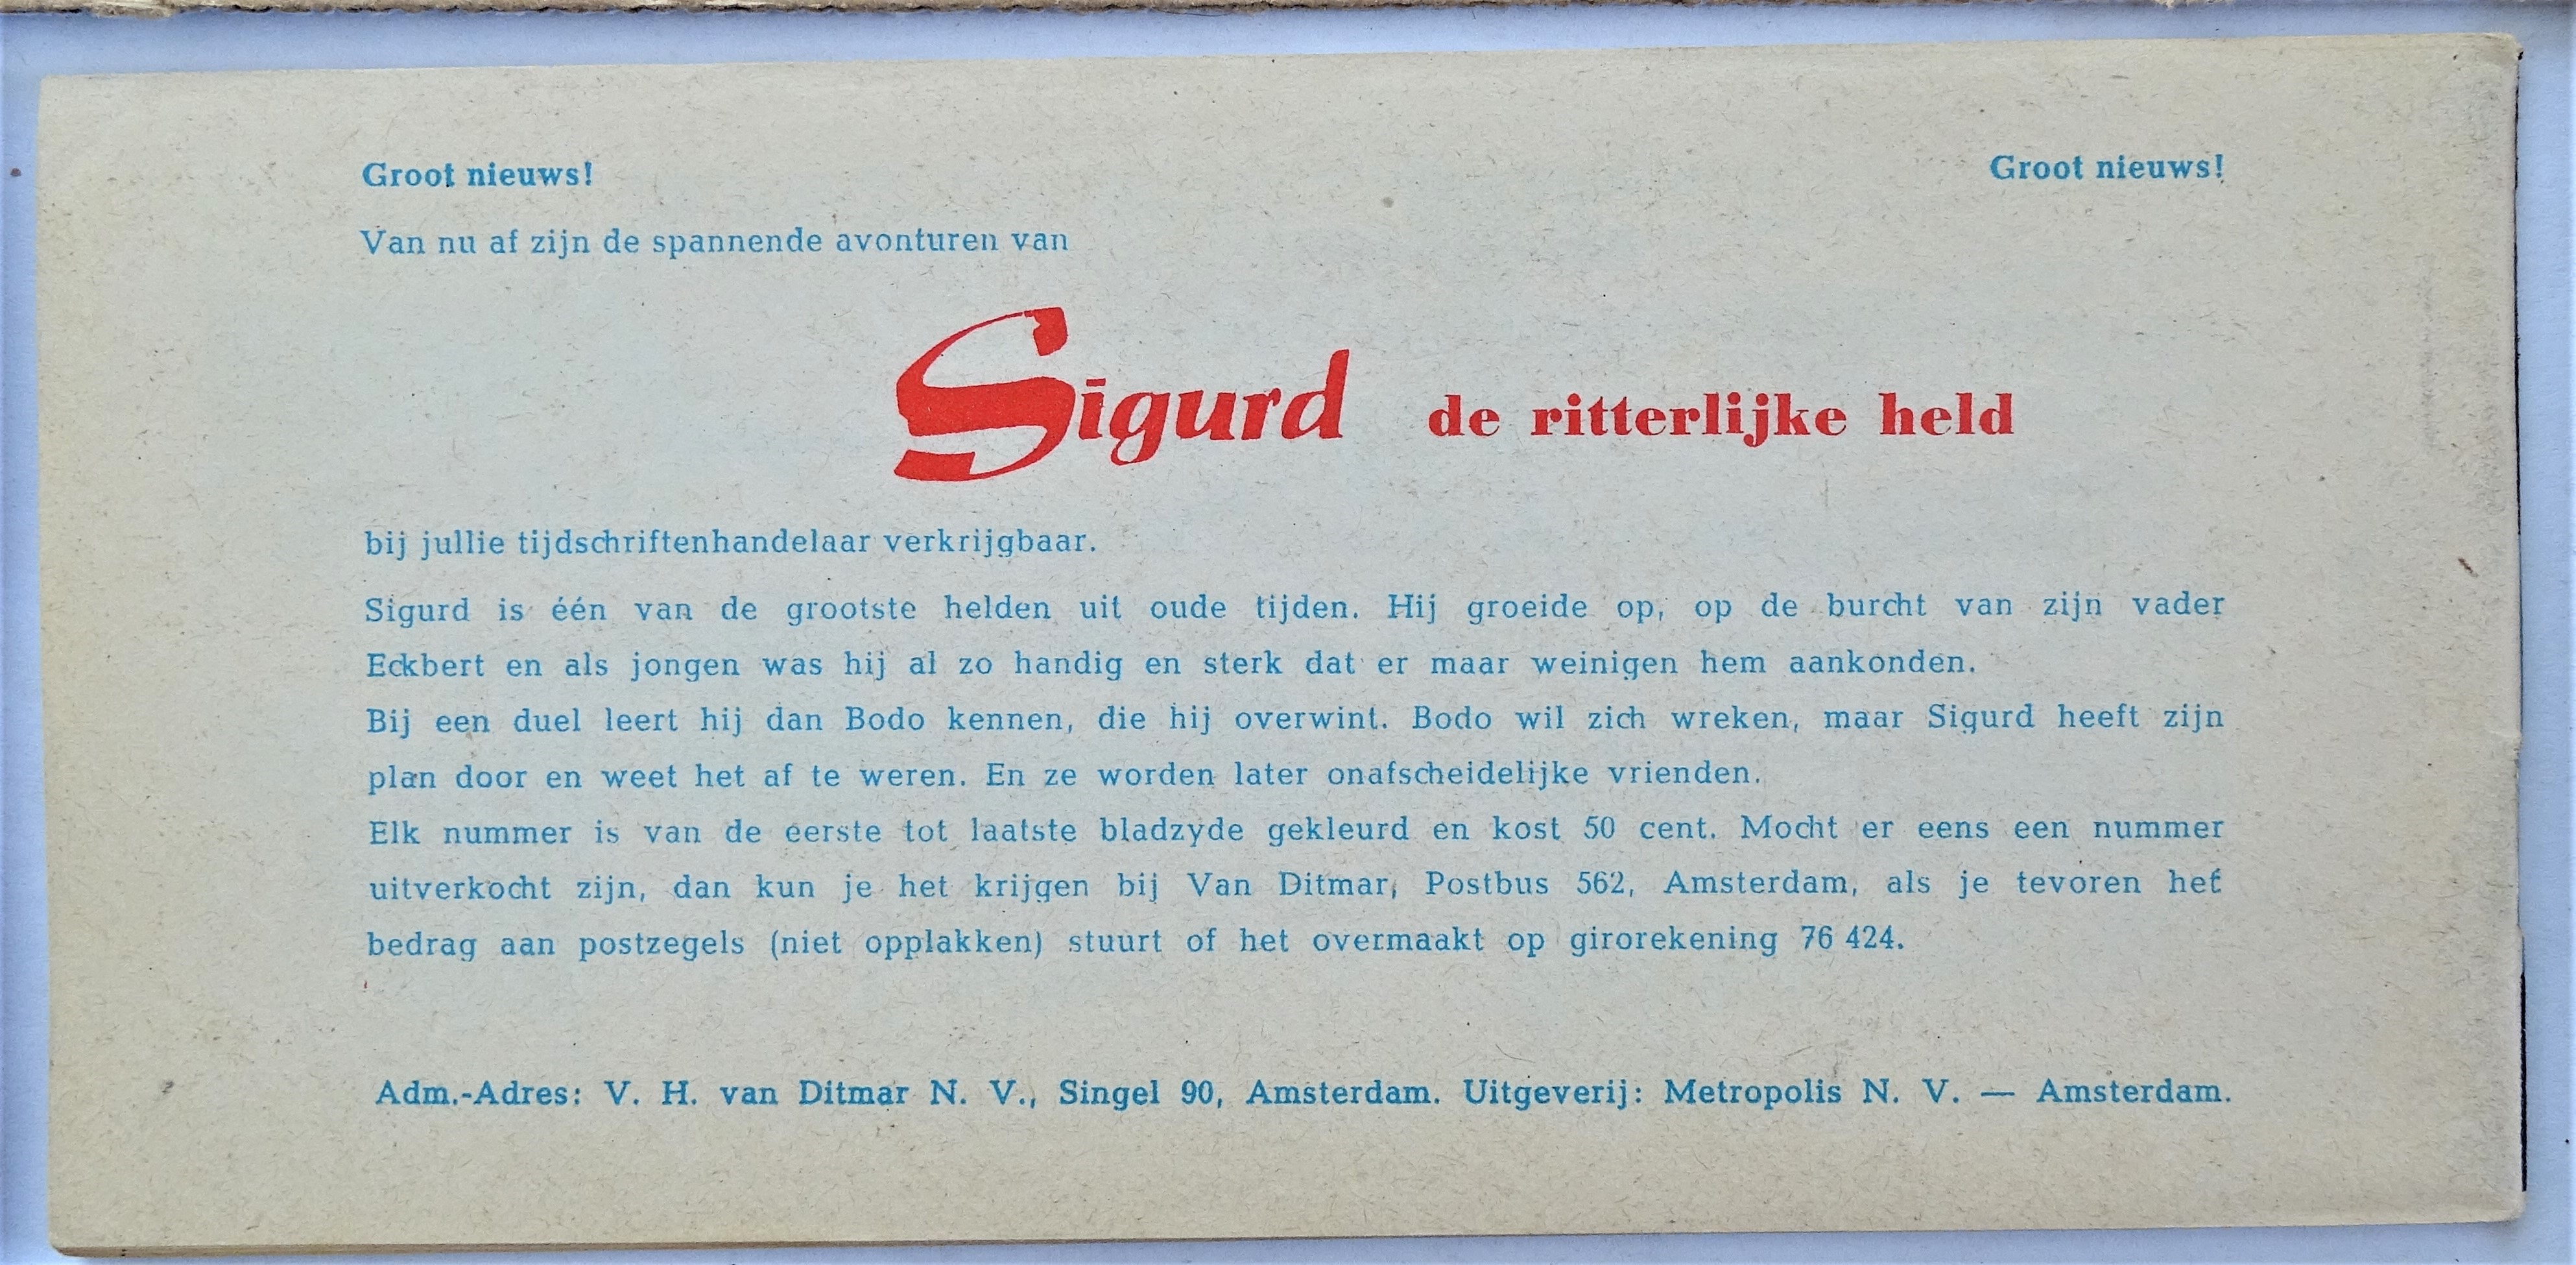 Groot nieuws! Groot nieuws!
Van nu af zijn de spannende avonturen van
Sigurd de ritterlijke held
bij jullie tijdschriftenhandelaar verkrijgbaar.
Sigurd is één van de grootste helden uit oude tijden. Hij groeide op, op de burcht van zijn vader
Eckbert en als jongen was hij al zo handig en sterk dat er maar weinigen hem aankonden.
Bij een duel leert hij dan Bodo kennen, die hij overwint. Bodo wil zich wreken, maar Sigurd heeft zijn
plan door en weet het af te weren. En ze worden later onafscheidelijke vrienden.
Elk nummer is van de eerste tot laatste bladzyde gekleurd en kost 50 cent. Mocht er eens een nummer
uitverkocht zijn, dan kun je het krijgen bij Van Ditmar, Postbus 562, Amsterdam, als je tevoren het
bedrag aan postzegels (niet opplakken) stuurt of het overmaakt op girorekening 76 424.
Adm.-Adres: V. H. van Ditmar N. V., Singel 90, Amsterdam. Uitgeverij: Metropolis N. V. — Amsterdam.